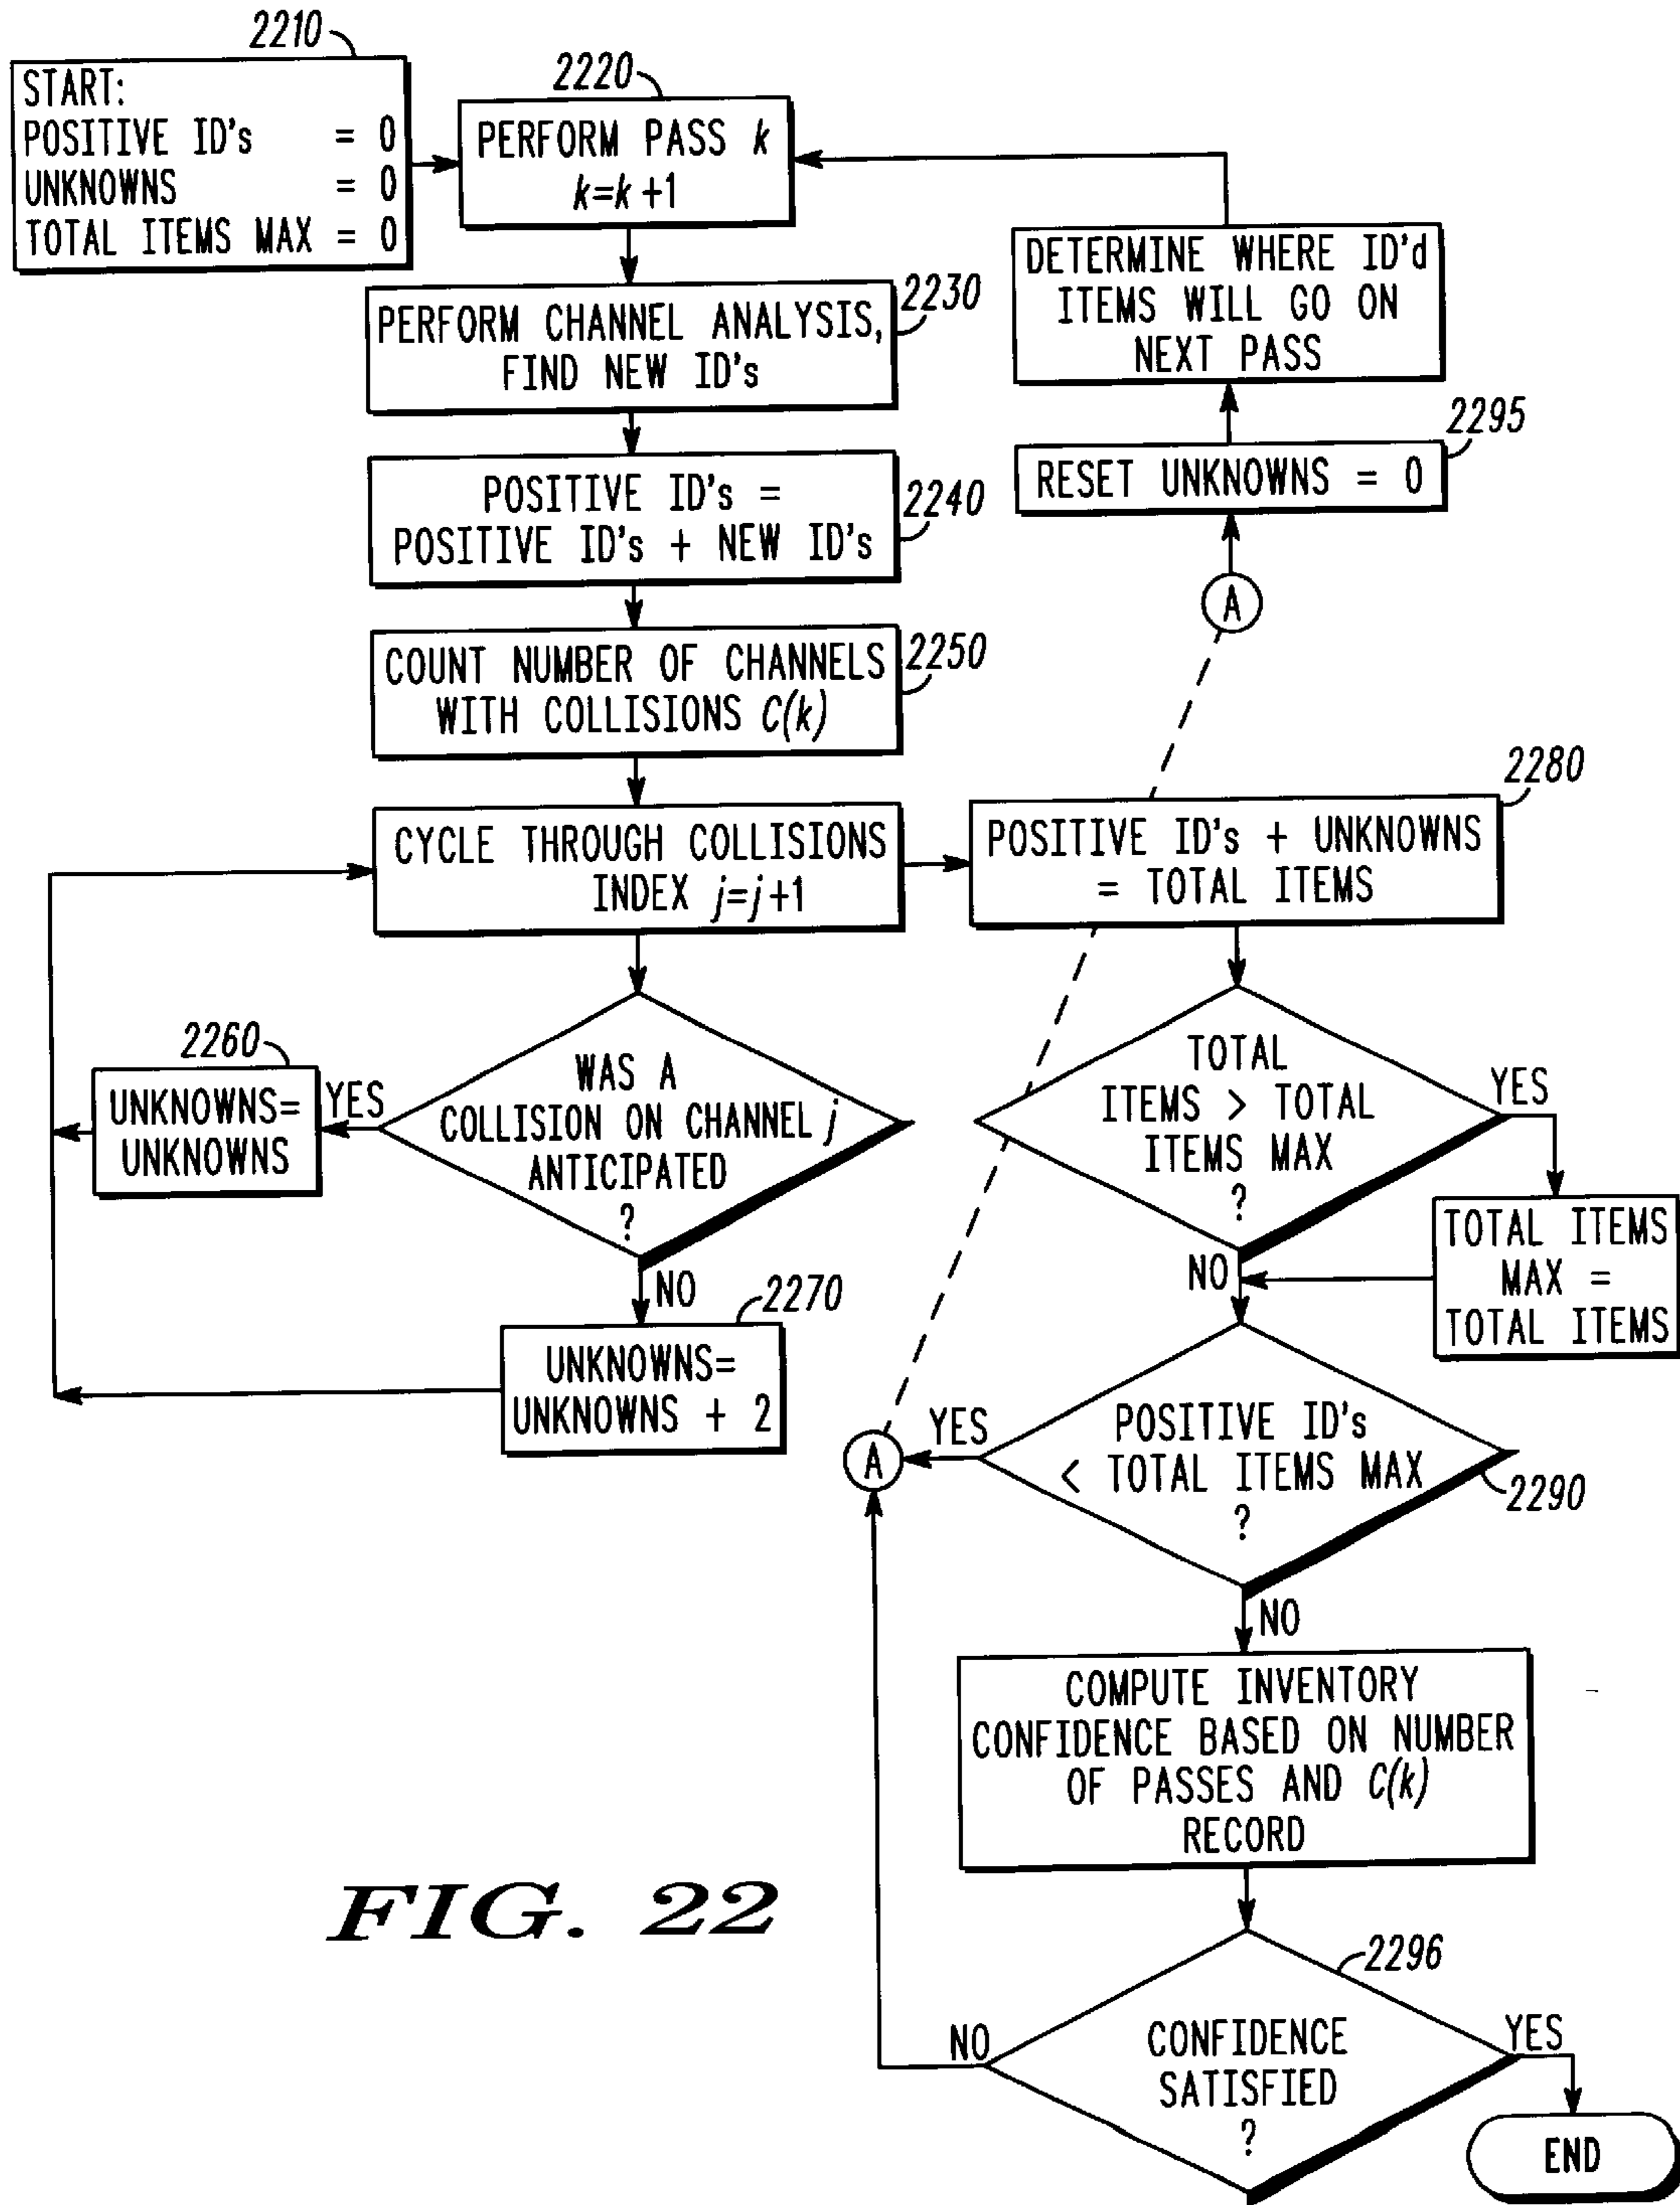 2210
START:
POSITIVE ID's = 0
UNKNOWNS = 0
TOTAL ITEMS MAX = 0
2220
PERFORM PASS k
k=k+1
2230
PERFORM CHANNEL ANALYSIS,
FIND NEW ID's
2240
POSITIVE ID's =
POSITIVE ID's + NEW ID's
2250
COUNT NUMBER OF CHANNELS
WITH COLLISIONS C(k)
CYCLE THROUGH COLLISIONS
INDEX j=j+1
WAS A
COLLISION ON CHANNEL j
ANTICIPATED
?
YES
2260
UNKNOWNS=
UNKNOWNS
NO
2270
UNKNOWNS=
UNKNOWNS + 2
2280
POSITIVE ID's + UNKNOWNS
= TOTAL ITEMS
TOTAL
ITEMS > TOTAL
ITEMS MAX
?
YES
TOTAL ITEMS
MAX =
TOTAL ITEMS
NO
POSITIVE ID's
< TOTAL ITEMS MAX
?
2290
YES
A
NO
COMPUTE INVENTORY
CONFIDENCE BASED ON NUMBER
OF PASSES AND C(k)
RECORD
2296
CONFIDENCE
SATISFIED
?
NO
YES
END
A
2295
RESET UNKNOWNS = 0
DETERMINE WHERE ID'd
ITEMS WILL GO ON
NEXT PASS
FIG. 22